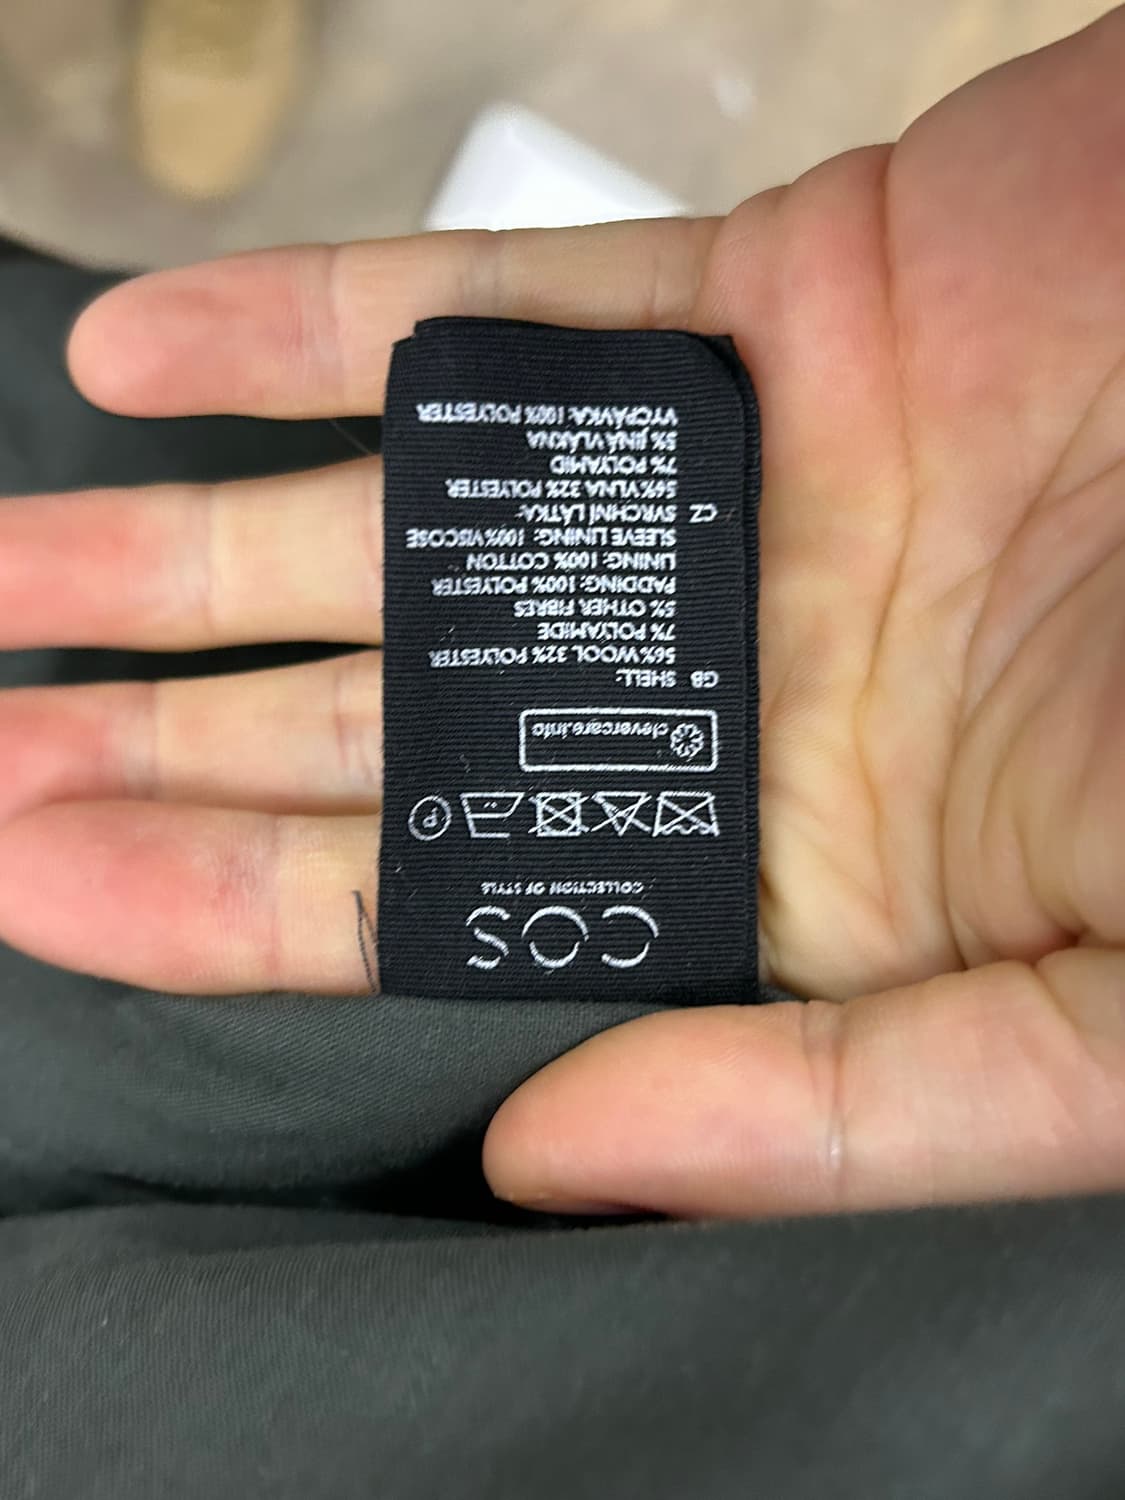 COS
COLLECTION OF STYLE
P
clevercare.info
GB SHELL:
56% WOOL 32% POLYESTER
7% POLYAMIDE
5% OTHER FIBRES
PADDING: 100% POLYESTER
LINING: 100% COTTON
SLEEVE LINING: 100% VISCOSE
CZ SVRCHNÍ LÁTKA:
56% VLNA 32% POLYESTER
7% POLYAMID
5% JINÁ VLÁKNA
VYCPÁVKA: 100% POLYESTER